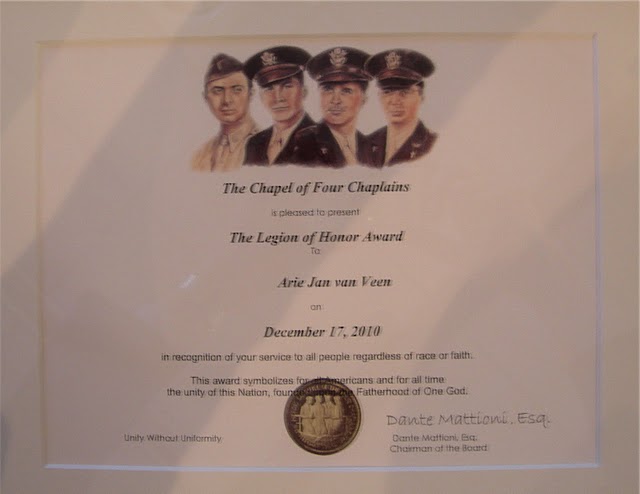 The Chapel of Four Chaplains
is pleased to present
The Legion of Honor Award
To:
Arie Jan van Veen
on:
December 17, 2010
in recognition of your service to all people regardless of race or faith.
This award symbolizes for all Americans and for all time
the unity of this Nation, founded in the Fatherhood of One God.
Dante Mattioni, Esq.
Unity Without Uniformity
Dante Mattioni, Esq.
Chairman of the Board